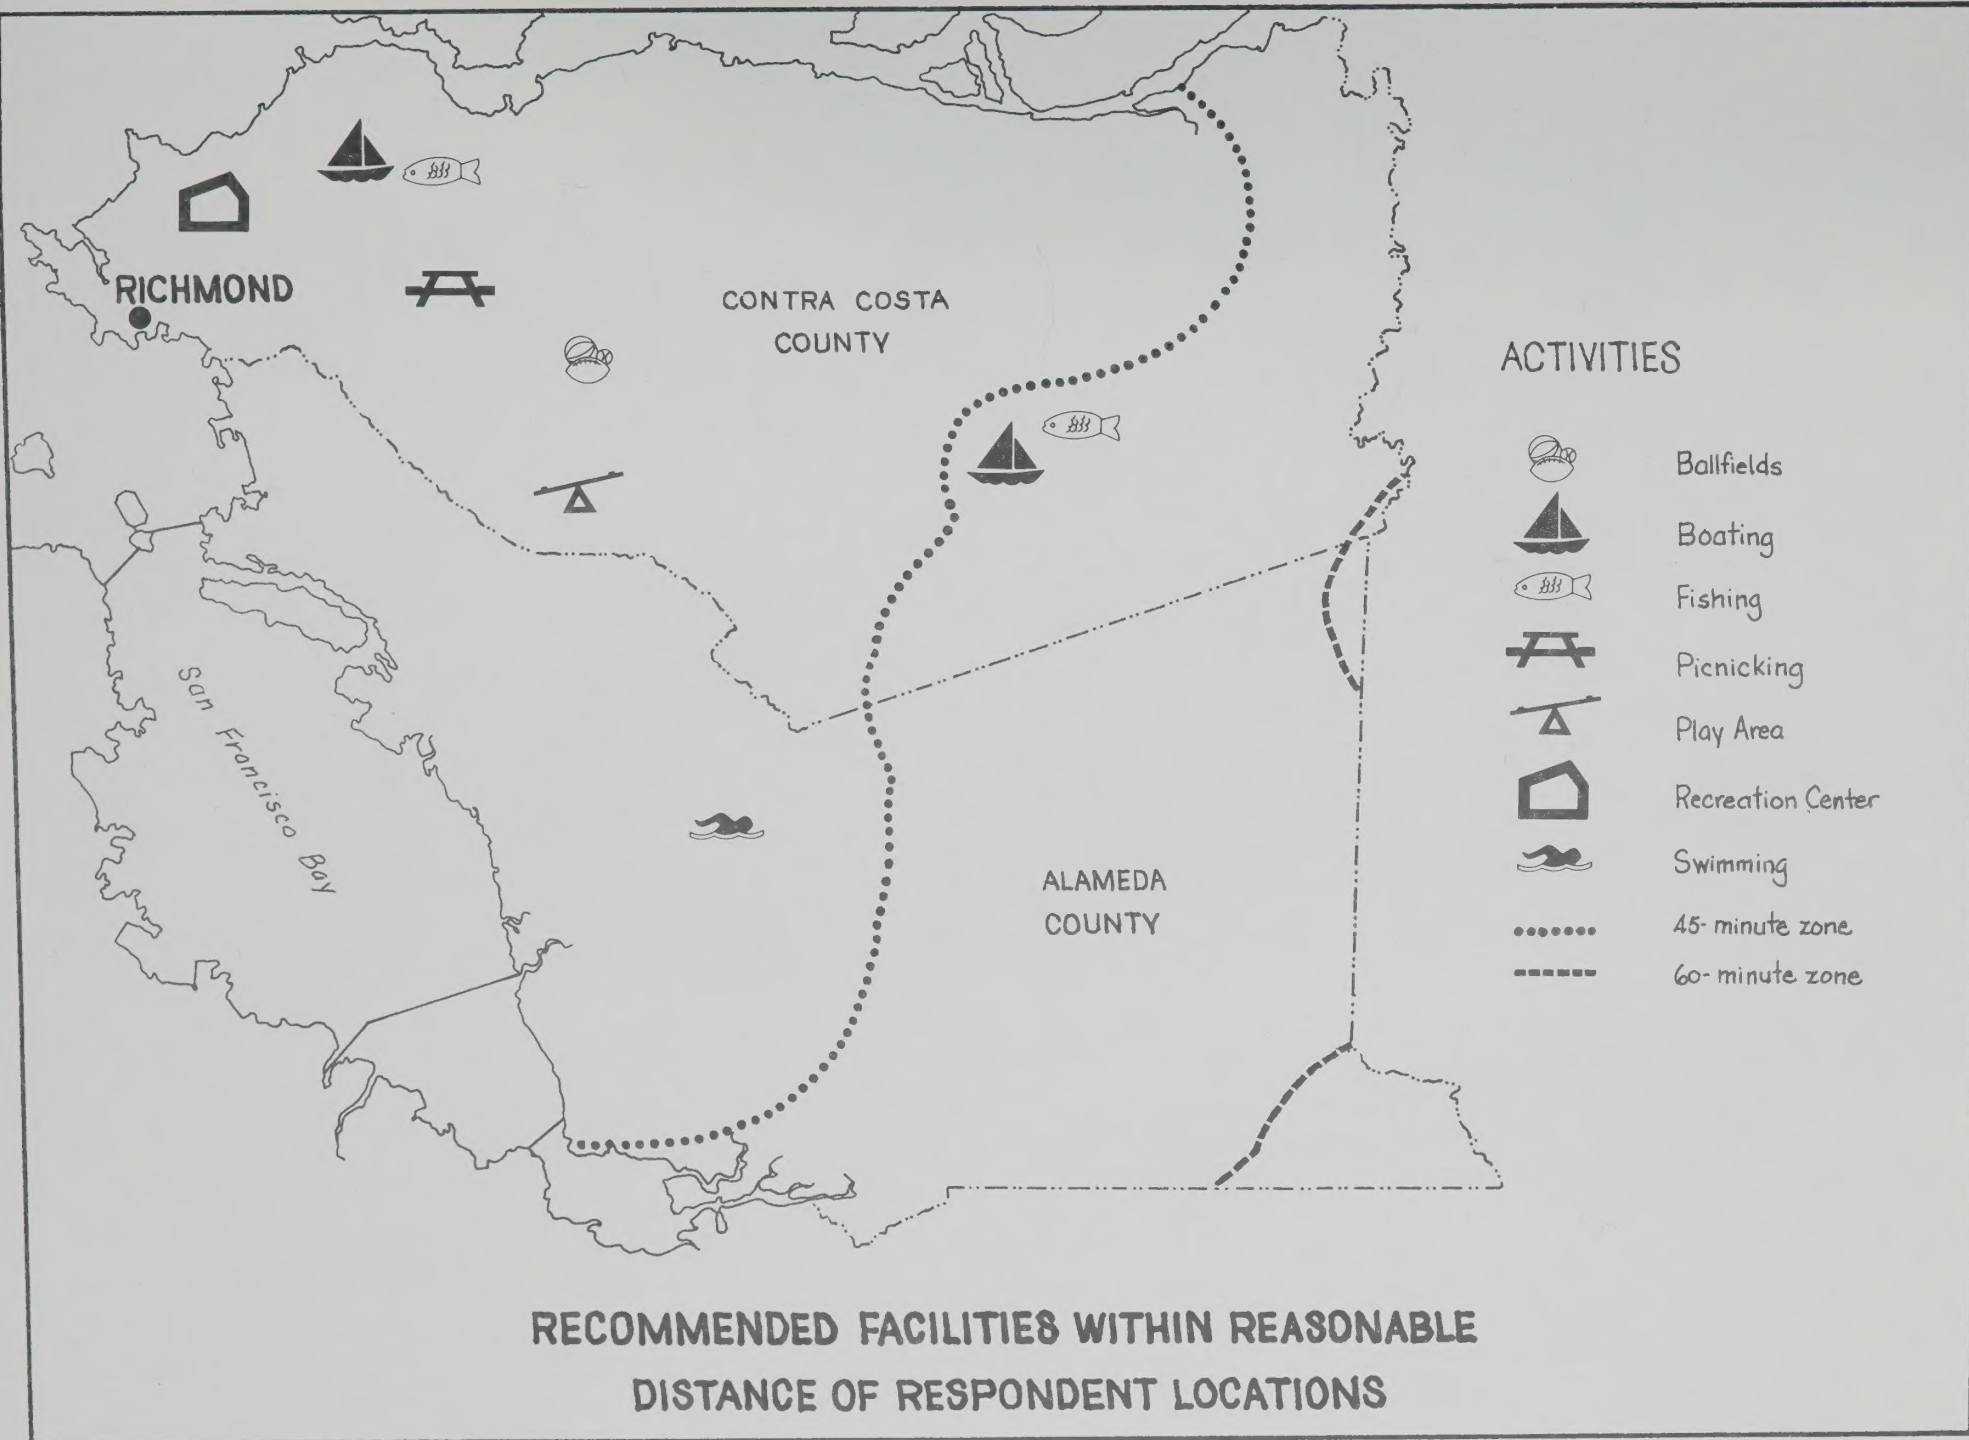 RICHMOND
CONTRA COSTA
COUNTY
San Francisco Bay
ALAMEDA
COUNTY
ACTIVITIES
Ballfields
Boating
Fishing
Picnicking
Play Area
Recreation Center
Swimming
45-minute zone
60-minute zone
RECOMMENDED FACILITIES WITHIN REASONABLE
DISTANCE OF RESPONDENT LOCATIONS